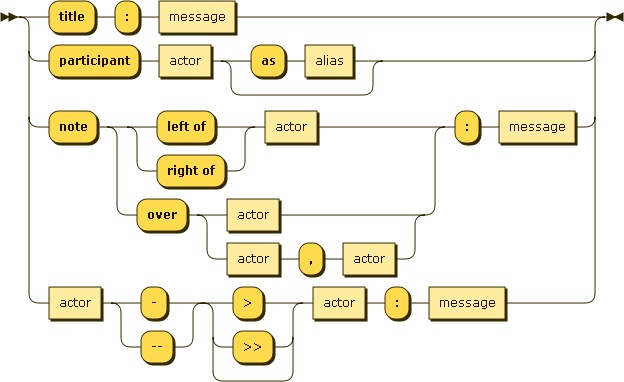 title : message
participant actor as alias
note left of actor : message
right of
over actor
actor , actor
actor - > actor : message
-- >>